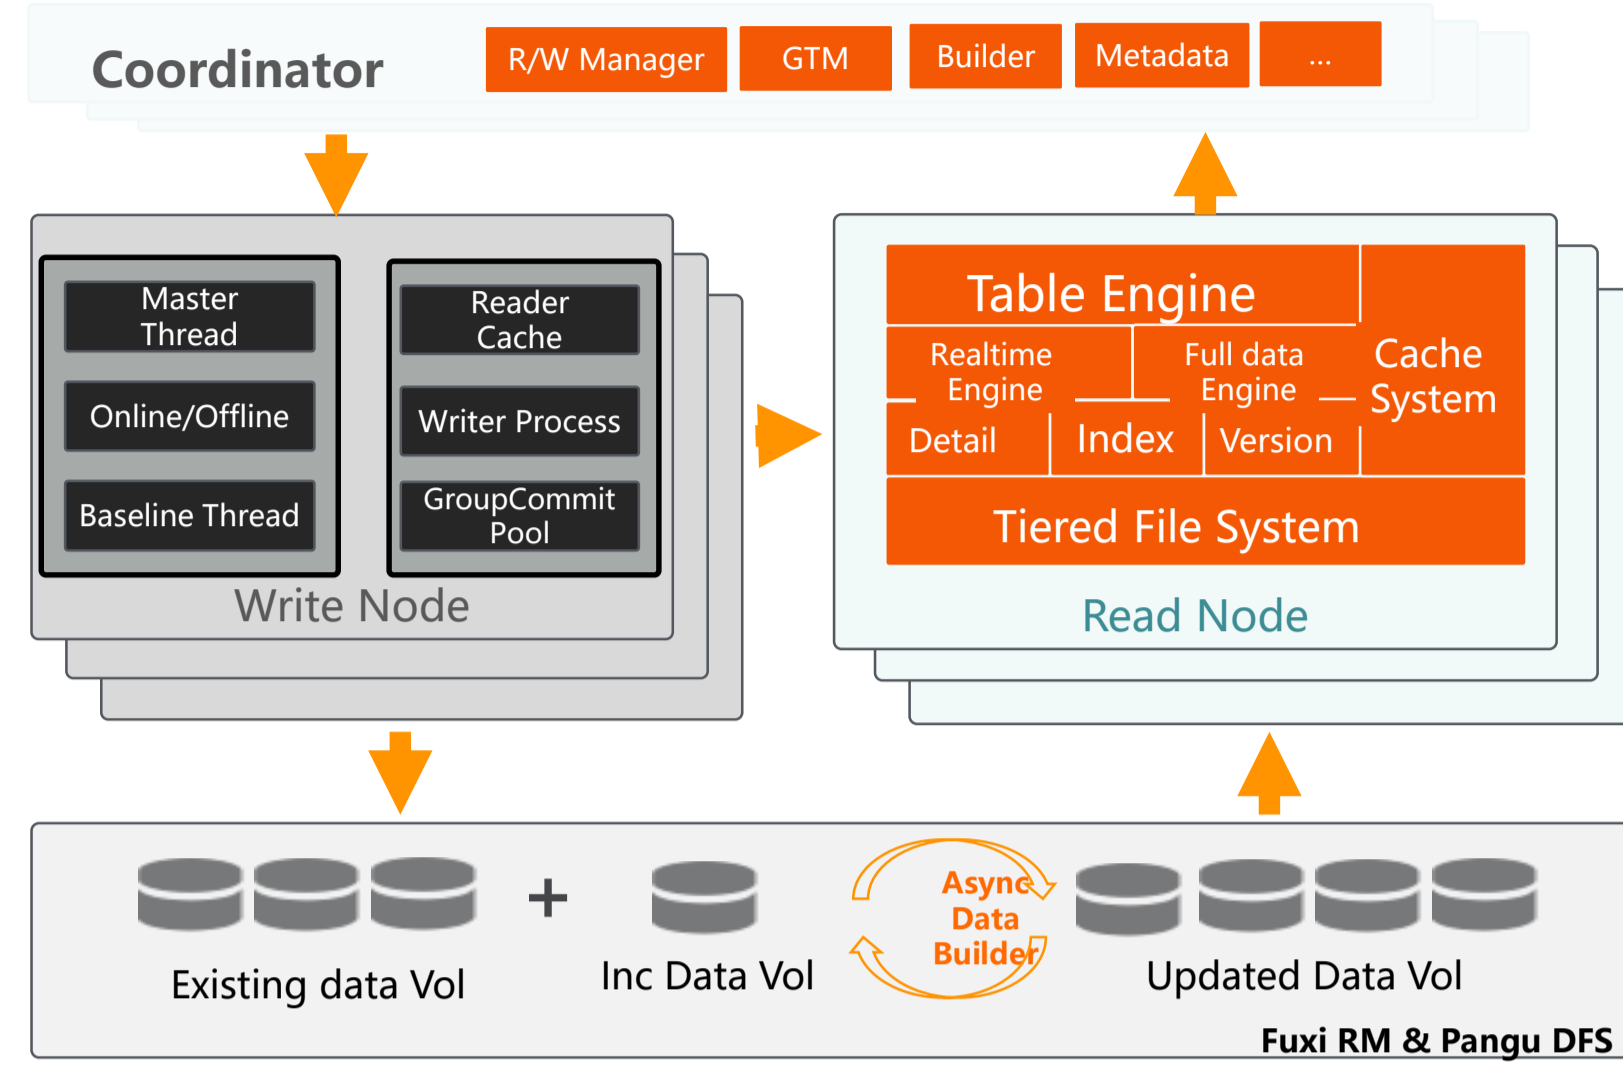 Coordinator
R/W Manager
GTM
Builder
Metadata
...
Master
Thread
Online/Offline
Baseline Thread
Reader
Cache
Writer Process
GroupCommit
Pool
Write Node
Table Engine
Realtime
Engine
Full data
Engine
Cache
System
Detail
Index
Version
Tiered File System
Read Node
+
Existing data Vol
Inc Data Vol
Async
Data
Builder
Updated Data Vol
Fuxi RM & Pangu DFS